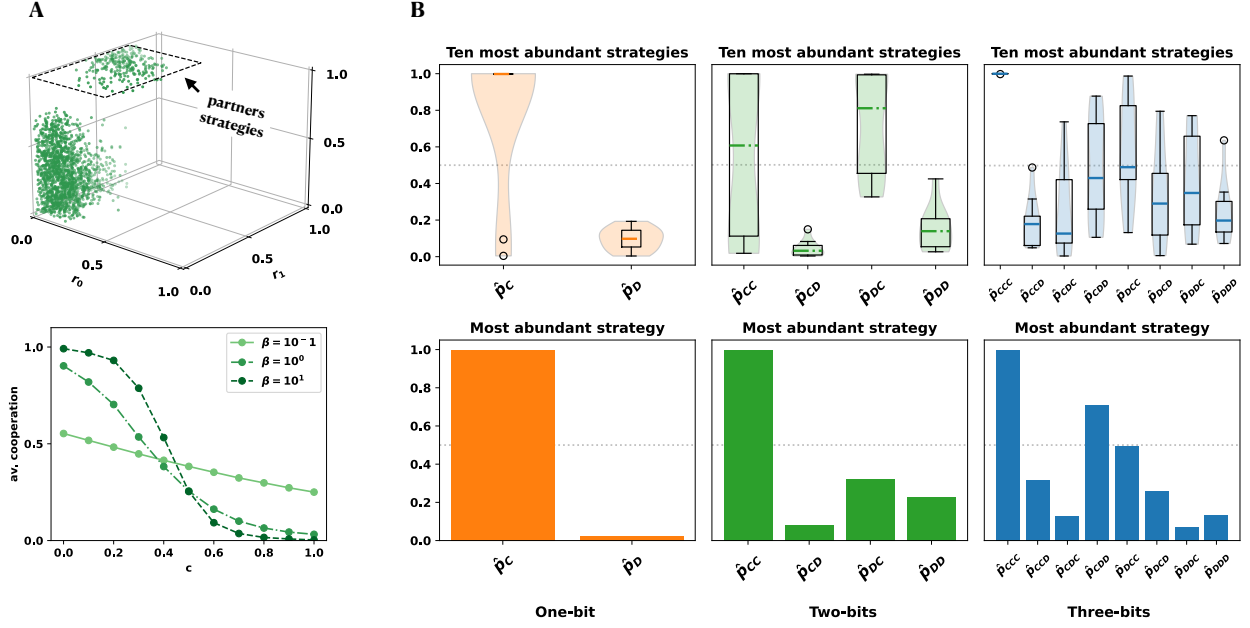 A
1.0
0.5
0.0
partners
strategies
0.0
0.5
1.0
r0
0.0
0.5
1.0
r1
1.0
0.5
0.0
av. cooperation
β = 10⁻1
β = 10⁰
β = 10¹
0.0 0.2 0.4 0.6 0.8 1.0
c
B
Ten most abundant strategies
1.0
0.8
0.6
0.4
0.2
0.0
p̂C p̂D
Ten most abundant strategies
p̂CC p̂CD p̂DC p̂DD
Ten most abundant strategies
p̂CCC p̂CCD p̂CDC p̂CDD p̂DCC p̂DCD p̂DDC p̂DDD
Most abundant strategy
1.0
0.8
0.6
0.4
0.2
0.0
p̂C p̂D
One-bit
Most abundant strategy
p̂CC p̂CD p̂DC p̂DD
Two-bits
Most abundant strategy
p̂CCC p̂CCD p̂CDC p̂CDD p̂DCC p̂DCD p̂DDC p̂DDD
Three-bits